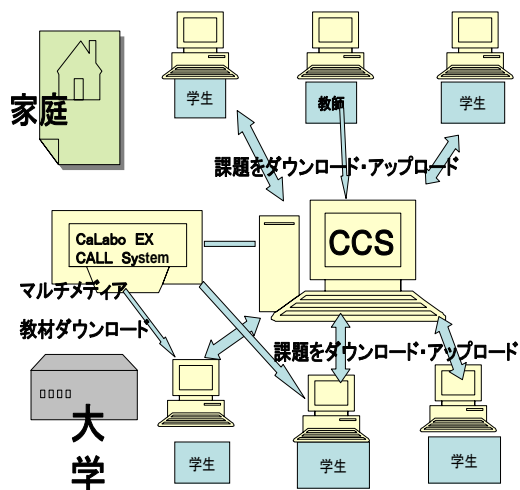 学生
教師
学生
家庭
課題をダウンロード・アップロード
CaLabo EX
CALL System
CCS
マルチメディア
教材ダウンロード
課題をダウンロード・アップロード
大
学
学生
学生
学生